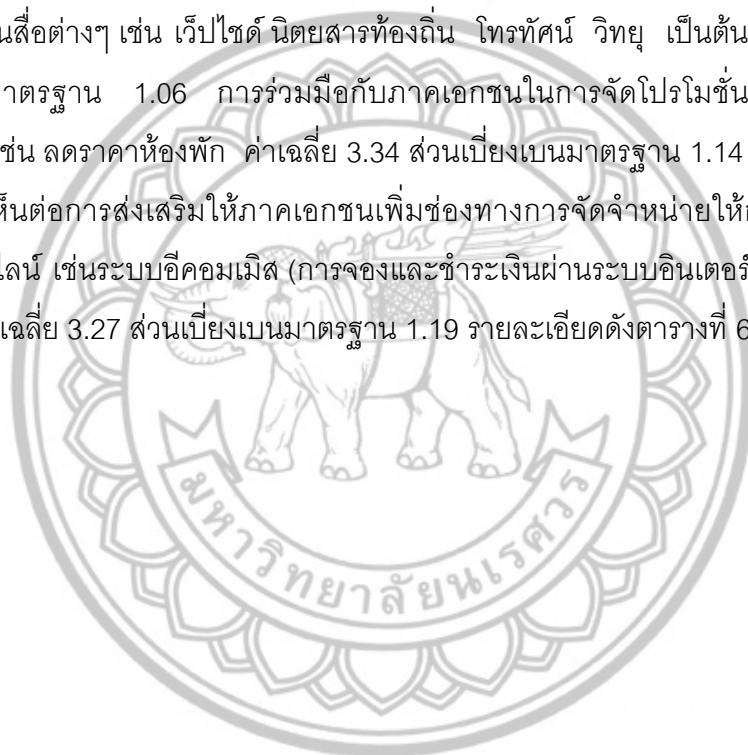 นสื่อต่างๆ เช่น เว็ปไซด์ นิตยสารท้องถิ่น โทรทัศน์ วิทยุ เป็นต้น
าตรฐาน 1.06 การร่วมมือกับภาคเอกชนในการจัดโปรโมชั่น
ช่น ลดราคาห้องพัก ค่าเฉลี่ย 3.34 ส่วนเบี่ยงเบนมาตรฐาน 1.14
ห็นต่อการส่งเสริมให้ภาคเอกชนเพิ่มช่องทางการจัดจำหน่ายให้
ไลน์ เช่นระบบอีคอมเมิส (การจองและชำระเงินผ่านระบบอินเตอร์
เฉลี่ย 3.27 ส่วนเบี่ยงเบนมาตรฐาน 1.19 รายละเอียดดังตารางที่ 6
มหาวิทยาลัยนเรศวร